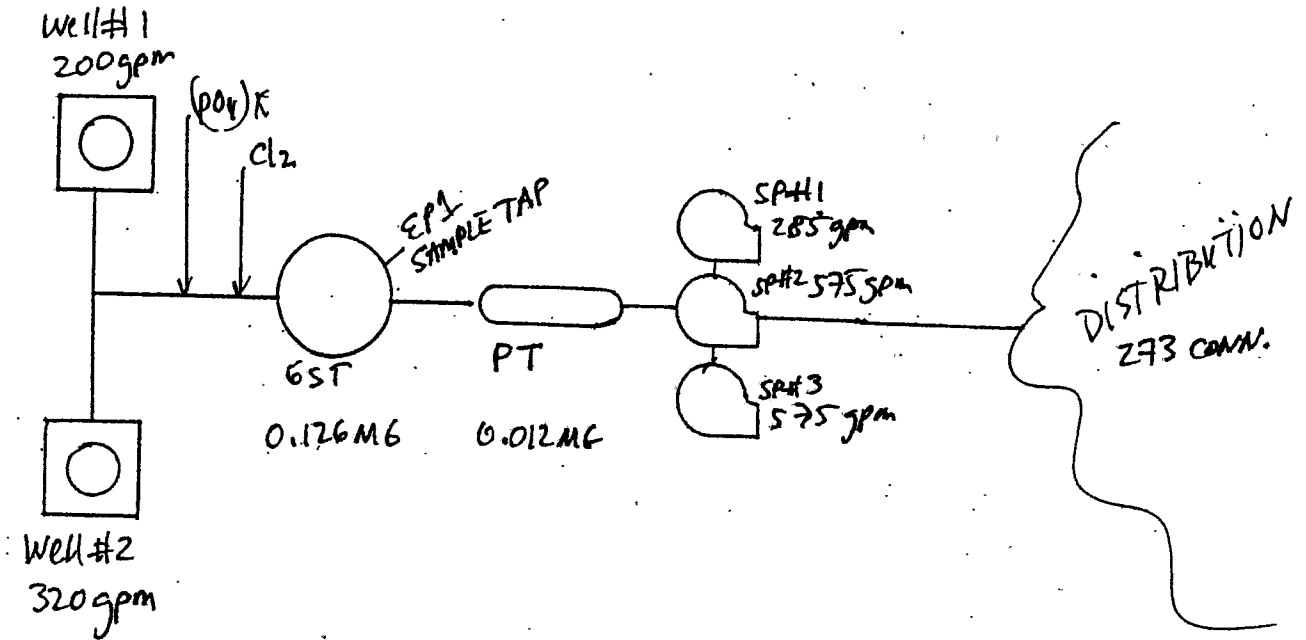 Well #1
200gpm
(PO4)x
Cl2
EP1
SAMPLE TAP
GST
0.126MG
PT
0.012MG
SP#1
285 gpm
SP#2 575 gpm
SP#3
575 gpm
DISTRIBUTION
273 CONN.
Well #2
320gpm